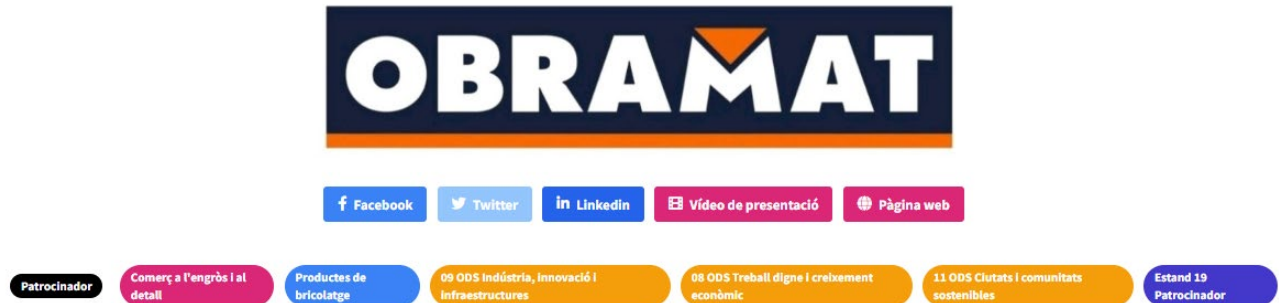 OBRAMAT
Facebook
Twitter
Linkedin
Vídeo de presentació
Pàgina web
Patrocinador
Comerç a l'engròs i al
detall
Productes de
bricolatge
09 ODS Indústria, innovació i
infraestructures
08 ODS Treball digne i creixement
econòmic
11 ODS Ciutats i comunitats
sostenibles
Estand 19
Patrocinador